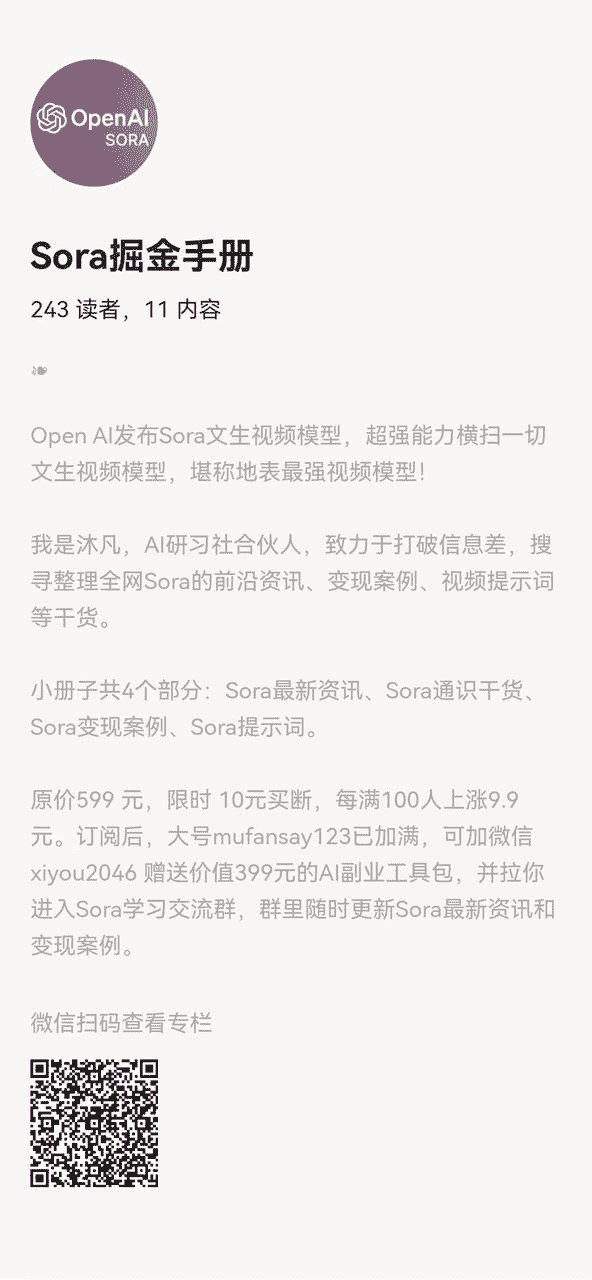 OpenAI
SORA
Sora掘金手册
243 读者，11 内容
Open AI发布Sora文生视频模型，超强能力横扫一切
文生视频模型，堪称地表最强视频模型！
我是沐凡，AI研习社合伙人，致力于打破信息差，搜
寻整理全网Sora的前沿资讯、变现案例、视频提示词
等干货。
小册子共4个部分：Sora最新资讯、Sora通识干货、
Sora变现案例、Sora提示词。
原价599 元，限时 10元买断，每满100人上涨9.9
元。订阅后，大号mufansay123已加满，可加微信
xiyou2046 赠送价值399元的AI副业工具包，并拉你
进入Sora学习交流群，群里随时更新Sora最新资讯和
变现案例。
微信扫码查看专栏